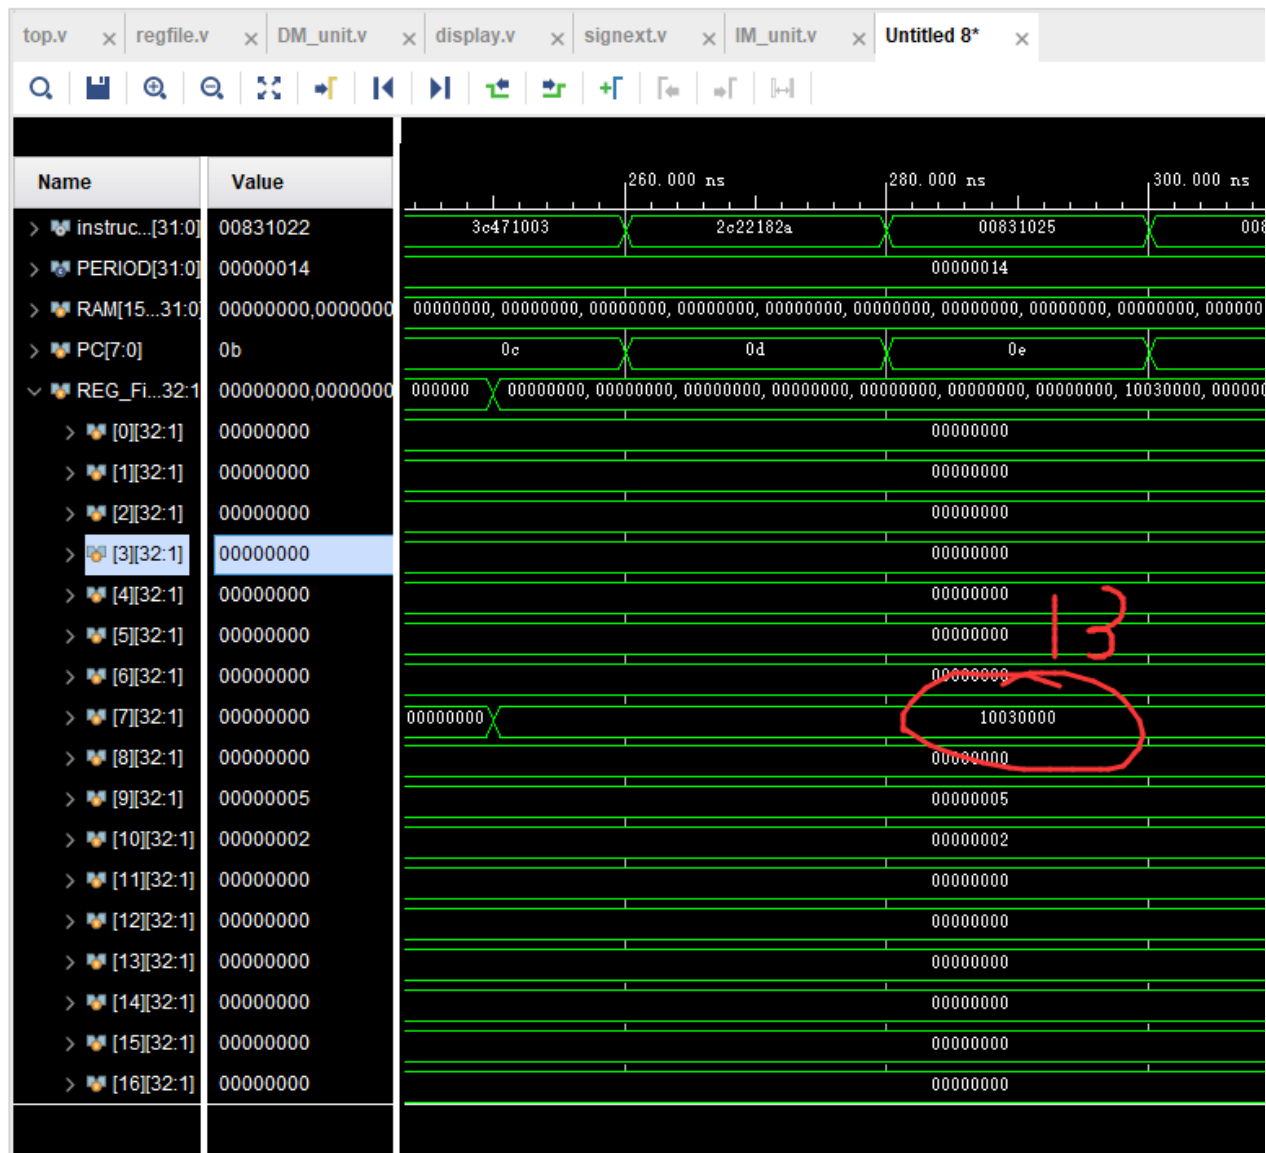 top.v × regfile.v × DM_unit.v × display.v × signext.v × IM_unit.v × Untitled 8* ×
Name Value 260.000 ns 280.000 ns 300.000 ns
instruc...[31:0] 00831022 3c471003 2c22182a 00831025 008
PERIOD[31:0] 00000014 00000014
RAM[15...31:0] 00000000,00000000 00000000, 00000000, 00000000, 00000000, 00000000, 00000000, 00000000, 00000000, 00000000, 000000
PC[7:0] 0b 0c 0d 0e
REG_Fi...32:1 00000000,00000000 000000 00000000, 00000000, 00000000, 00000000, 00000000, 00000000, 00000000, 10030000, 000000
[0][32:1] 00000000 00000000
[1][32:1] 00000000 00000000
[2][32:1] 00000000 00000000
[3][32:1] 00000000 00000000
[4][32:1] 00000000 00000000
13
[5][32:1] 00000000 00000000
[6][32:1] 00000000 00000000
[7][32:1] 00000000 00000000 10030000
[8][32:1] 00000000 00000000
[9][32:1] 00000005 00000005
[10][32:1] 00000002 00000002
[11][32:1] 00000000 00000000
[12][32:1] 00000000 00000000
[13][32:1] 00000000 00000000
[14][32:1] 00000000 00000000
[15][32:1] 00000000 00000000
[16][32:1] 00000000 00000000